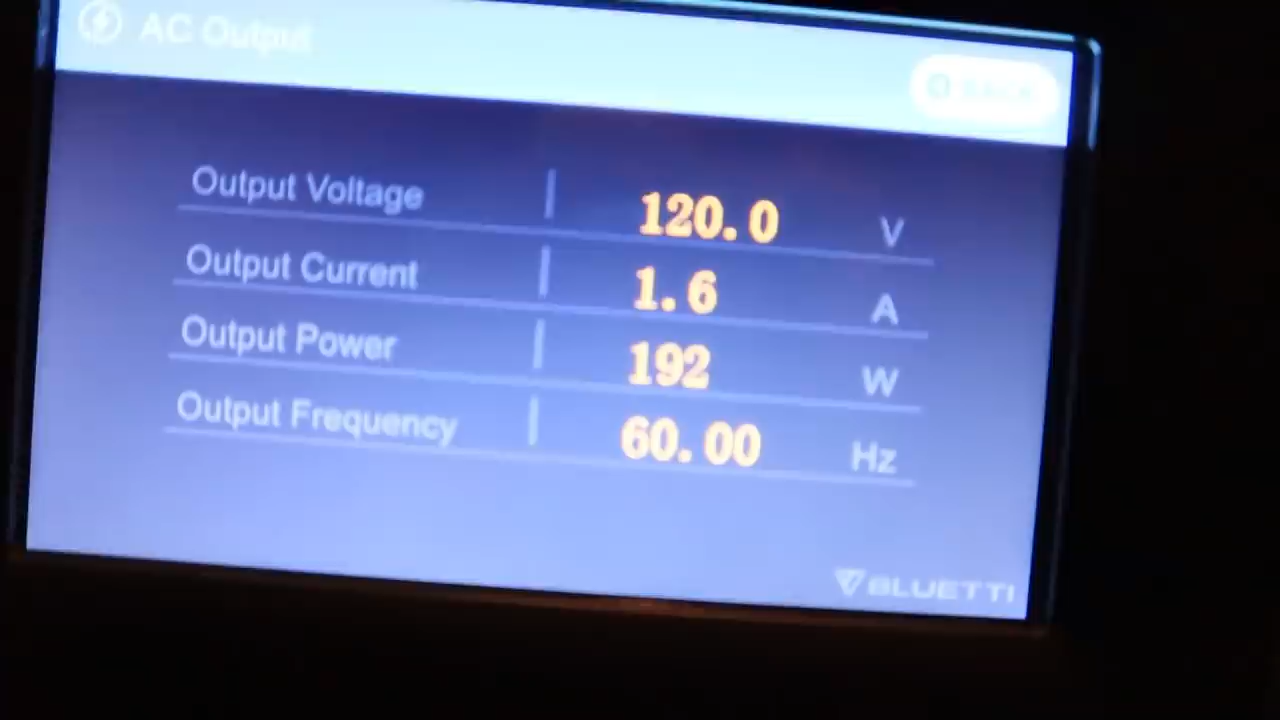 AC Output
BACK
Output Voltage | 120.0 V
Output Current | 1.6 A
Output Power | 192 W
Output Frequency | 60.00 Hz
BLUETTI